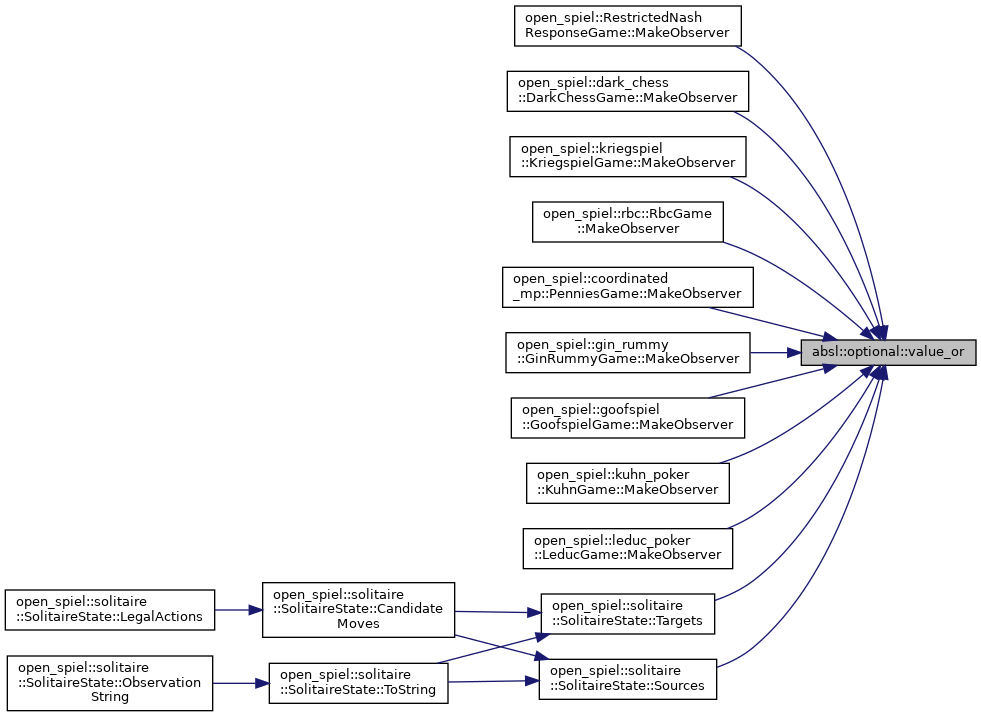 open_spiel::RestrictedNash
ResponseGame::MakeObserver
open_spiel::dark_chess
::DarkChessGame::MakeObserver
open_spiel::kriegspiel
::KriegspielGame::MakeObserver
open_spiel::rbc::RbcGame
::MakeObserver
open_spiel::coordinated
_mp::PenniesGame::MakeObserver
open_spiel::gin_rummy
::GinRummyGame::MakeObserver
absl::optional::value_or
open_spiel::goofspiel
::GoofspielGame::MakeObserver
open_spiel::kuhn_poker
::KuhnGame::MakeObserver
open_spiel::leduc_poker
::LeducGame::MakeObserver
open_spiel::solitaire
::SolitaireState::LegalActions
open_spiel::solitaire
::SolitaireState::Candidate
Moves
open_spiel::solitaire
::SolitaireState::Targets
open_spiel::solitaire
::SolitaireState::Observation
String
open_spiel::solitaire
::SolitaireState::ToString
open_spiel::solitaire
::SolitaireState::Sources